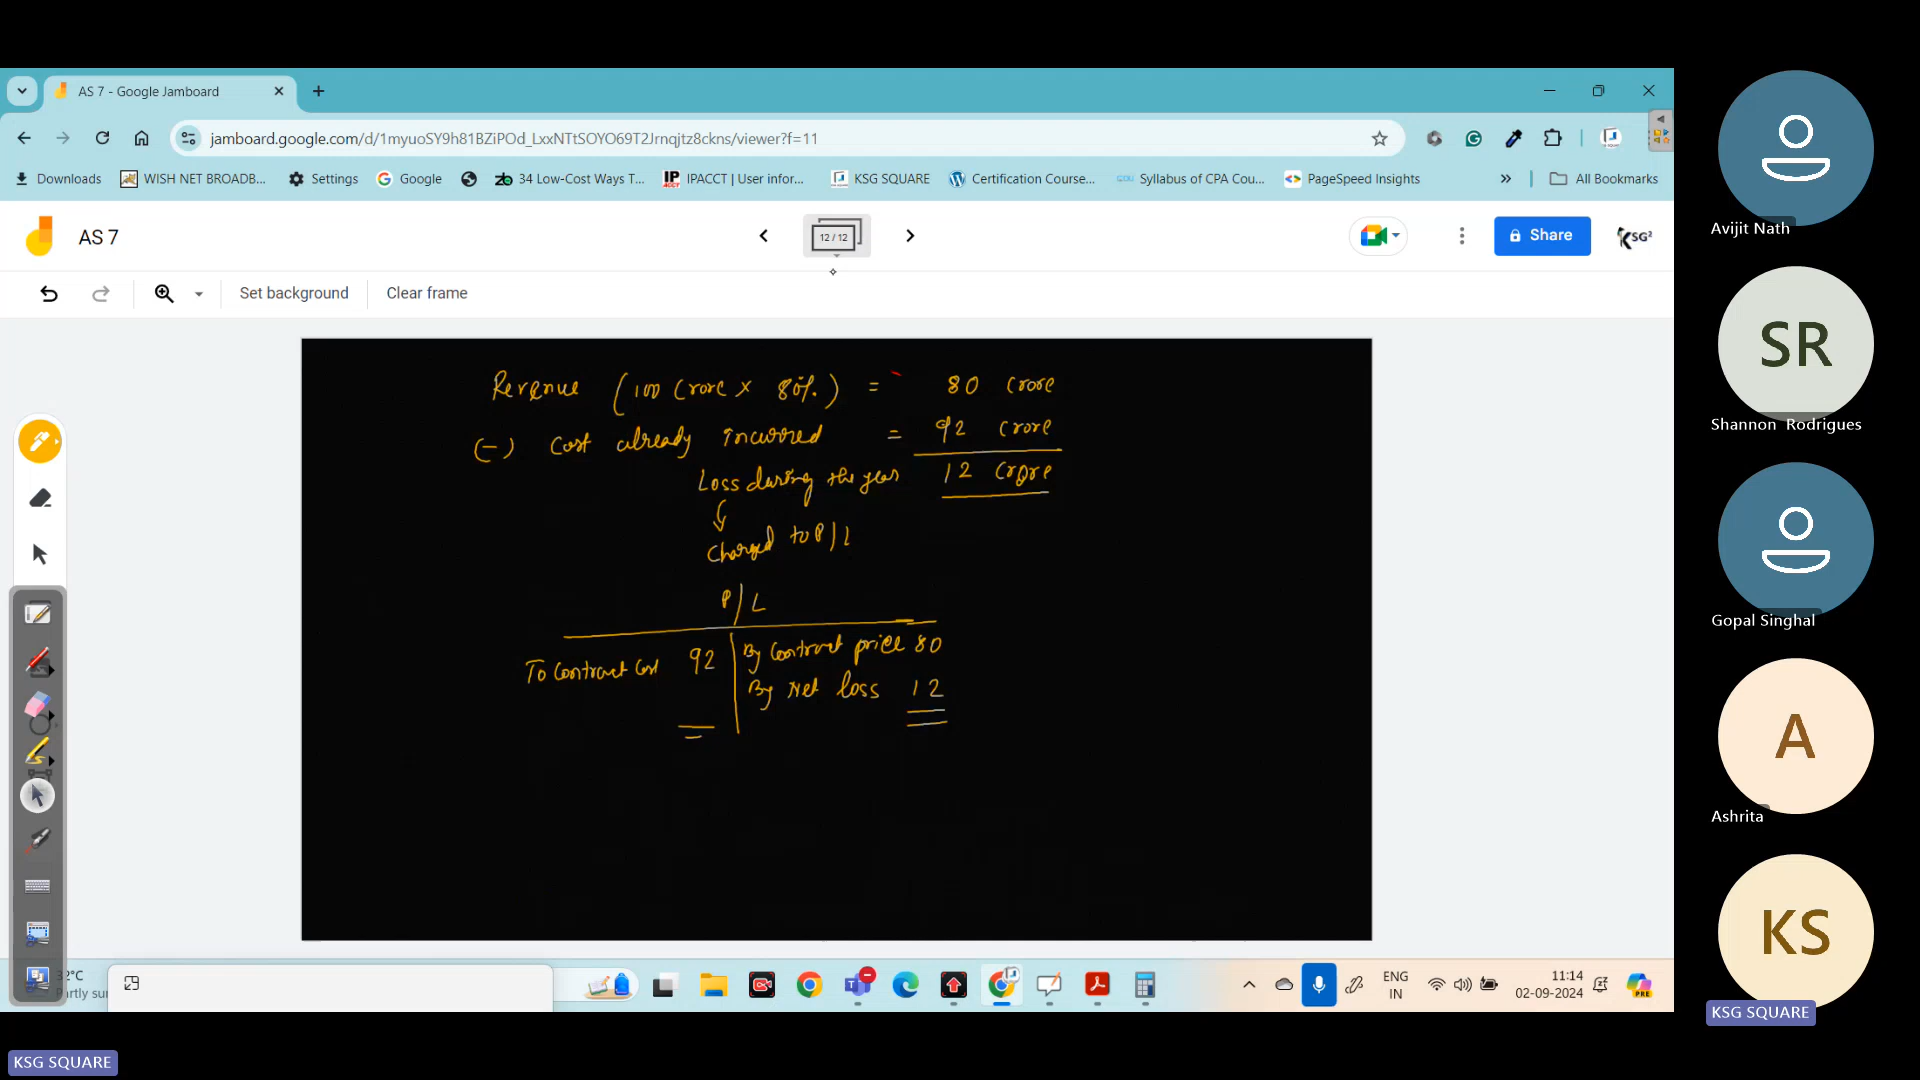 AS 7 - Google Jamboard
jamboard.google.com/d/1myuoSY9h81BZiPOd_LxxNTtSOYO69T2Jrnqjtz8ckns/viewer?f=11
Downloads WISH NET BROADB... Settings Google 34 Low-Cost Ways T... IPACCT | User infor... KSG SQUARE Certification Course... Syllabus of CPA Cou... PageSpeed Insights » All Bookmarks
AS 7
12 / 12
Share
KSG²
Set background Clear frame
Revenue (100 Crore × 80%) = 80 Crore
(-) Cost already incurred = 92 Crore
Loss during the year 12 Crore
Charged to P/L
P/L
To Contract Cost 92 By Contract price 80
By Net loss 12
32°C
Partly sun
ENG
IN
11:14
02-09-2024
PRE
Avijit Nath
SR
Shannon Rodrigues
Gopal Singhal
A
Ashrita
KS
KSG SQUARE
KSG SQUARE